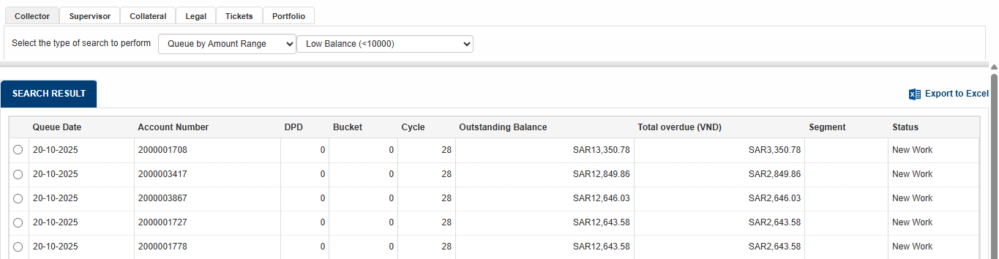 Collector Supervisor Collateral Legal Tickets Portfolio
Select the type of search to perform Queue by Amount Range Low Balance (<10000)
SEARCH RESULT Export to Excel
Queue Date Account Number DPD Bucket Cycle Outstanding Balance Total overdue (VND) Segment Status
20-10-2025 2000001708 0 0 28 SAR13,350.78 SAR3,350.78 New Work
20-10-2025 2000003417 0 0 28 SAR12,849.86 SAR2,849.86 New Work
20-10-2025 2000003867 0 0 28 SAR12,646.03 SAR2,646.03 New Work
20-10-2025 2000001727 0 0 28 SAR12,643.58 SAR2,643.58 New Work
20-10-2025 2000001778 0 0 28 SAR12,643.58 SAR2,643.58 New Work